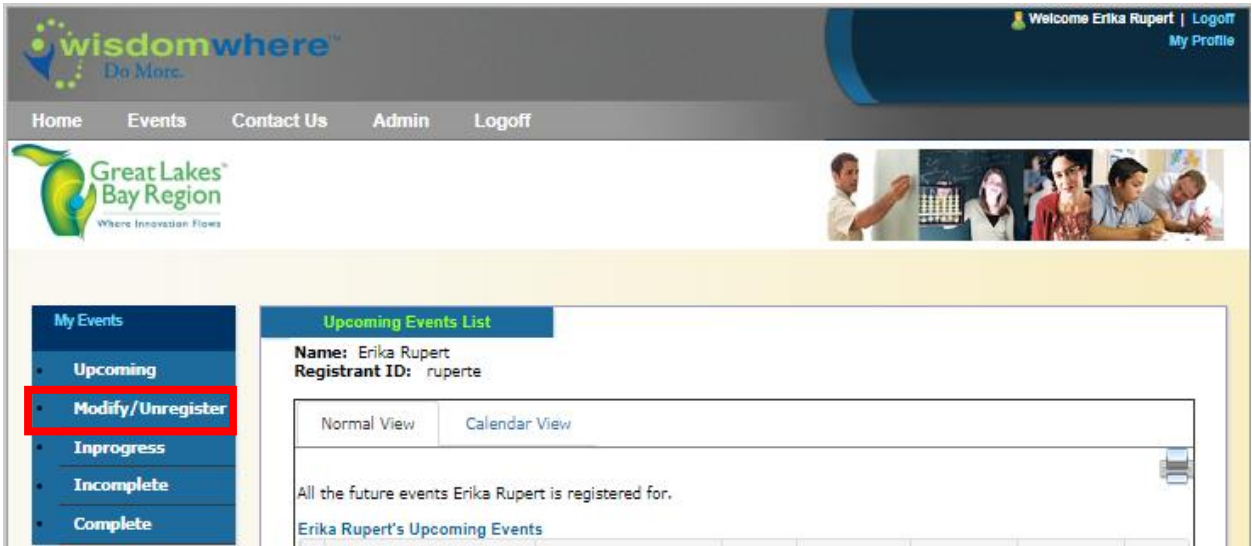 Welcome Erika Rupert | Logoff
My Profile
wisdomwhere™
Do More.
Home Events Contact Us Admin Logoff
Great Lakes™
Bay Region
Where Innovation Flows
My Events
Upcoming
Modify/Unregister
Inprogress
Incomplete
Complete
Upcoming Events List
Name: Erika Rupert
Registrant ID: ruperte
Normal View Calendar View
All the future events Erika Rupert is registered for.
Erika Rupert's Upcoming Events